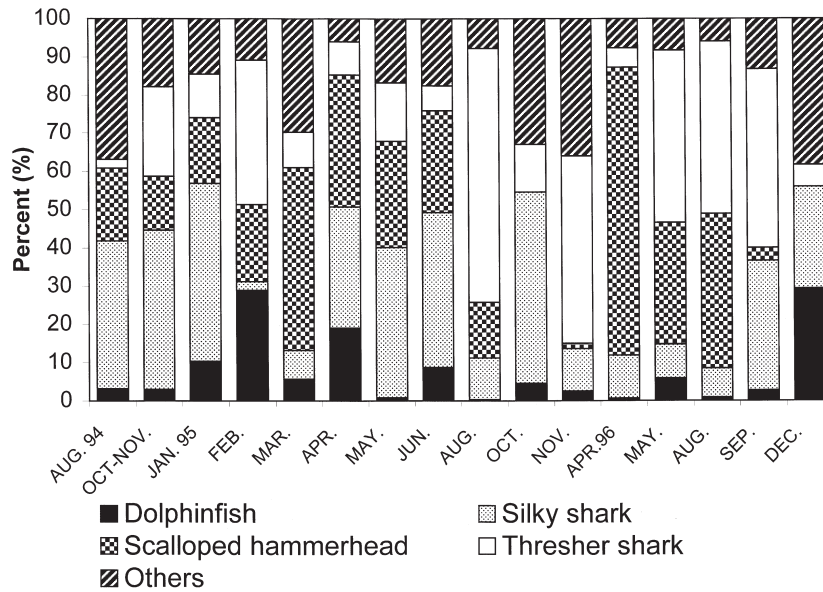 100
90
80
70
60
50
40
30
20
10
0
Percent (%)
AUG. 94
OCT-NOV.
JAN. 95
FEB.
MAR.
APR.
MAY.
JUN.
AUG.
OCT.
NOV.
APR.96
MAY.
AUG.
SEP.
DEC.
Dolphinfish
Silky shark
Scalloped hammerhead
Thresher shark
Others